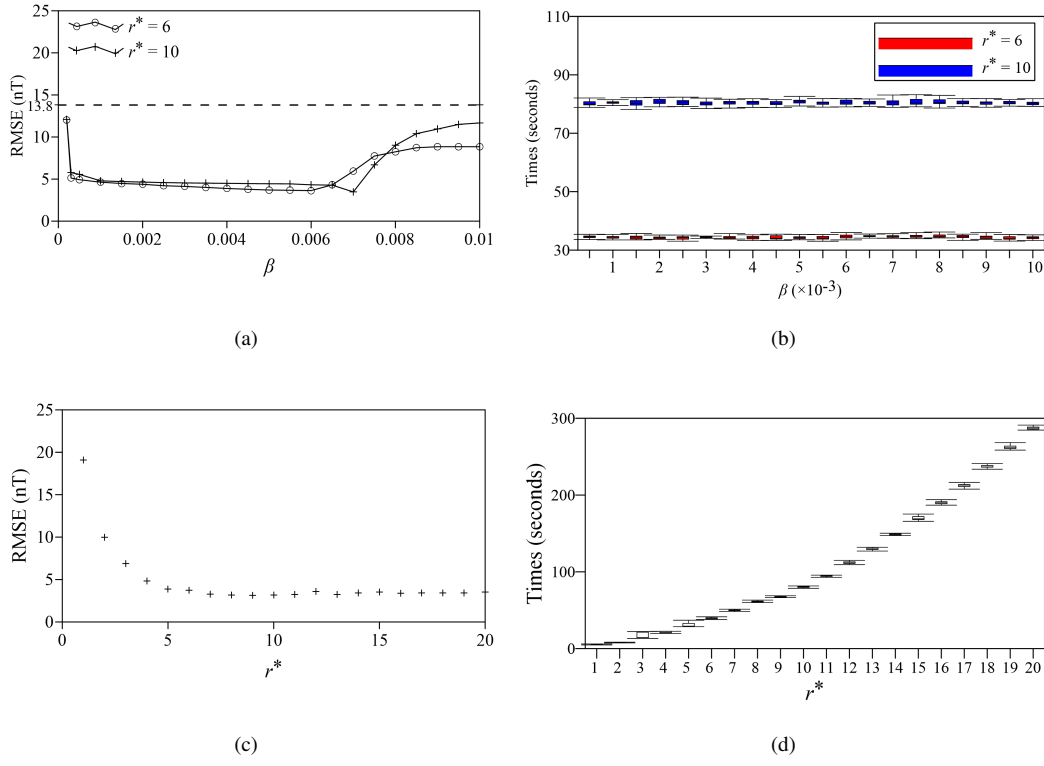 25
20
15
13.8
10
5
0
RMSE (nT)
r* = 6
r* = 10
0 0.002 0.004 0.006 0.008 0.01
β
(a)
110
90
70
50
30
Times (seconds)
r* = 6
r* = 10
1 2 3 4 5 6 7 8 9 10
β (×10-3)
(b)
25
20
15
10
5
0
RMSE (nT)
0 5 10 15 20
r*
(c)
300
200
100
0
Times (seconds)
1 2 3 4 5 6 7 8 9 10 11 12 13 14 15 16 17 18 19 20
r*
(d)